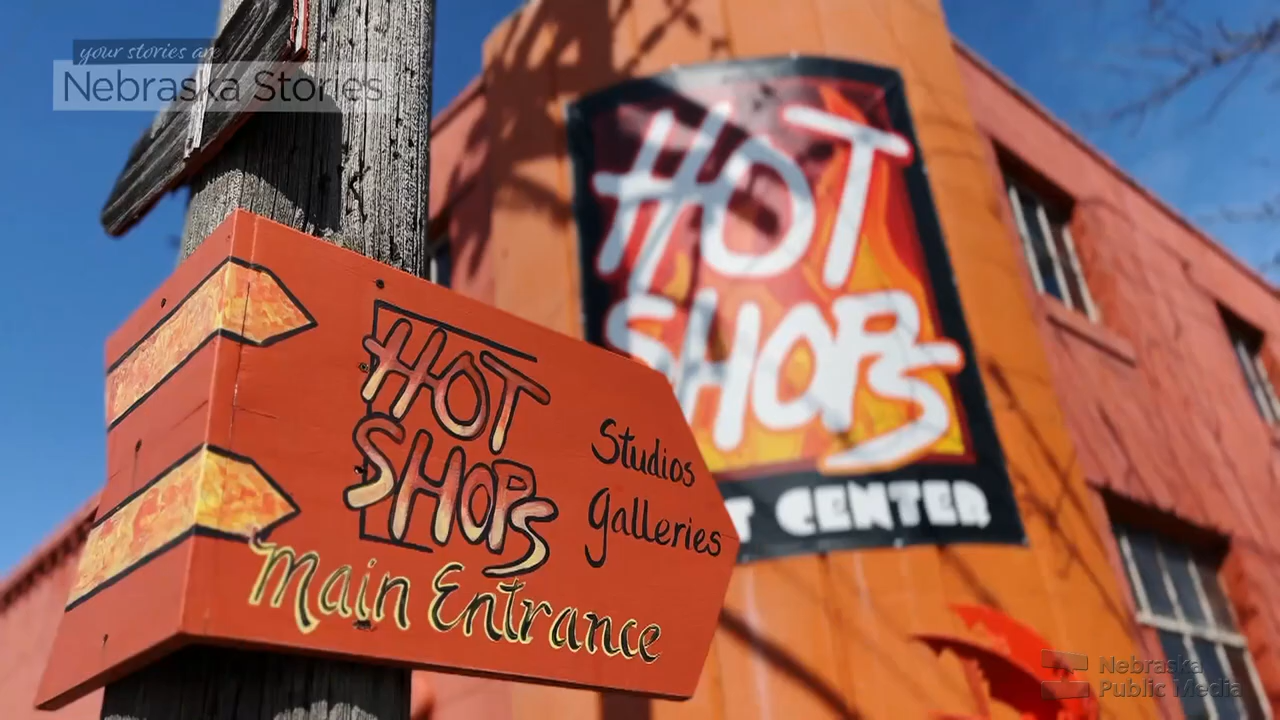 your stories are
Nebraska Stories
HOT
SHOPS
CENTER
HOT
SHOPS
Studios
Galleries
Main Entrance
Nebraska
Public Media